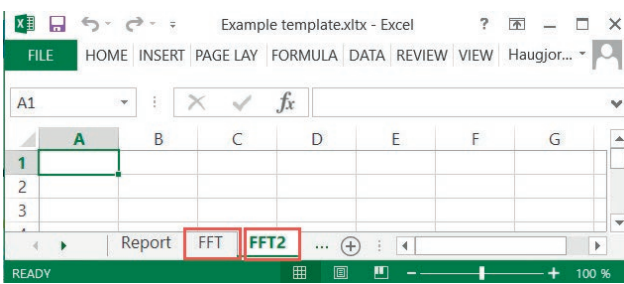 Example template.xltx - Excel ?
FILE HOME INSERT PAGE LAY FORMULA DATA REVIEW VIEW Haugjor...
A1 fx
A B C D E F G
1
2
3
Report FFT FFT2 ...
READY 100 %